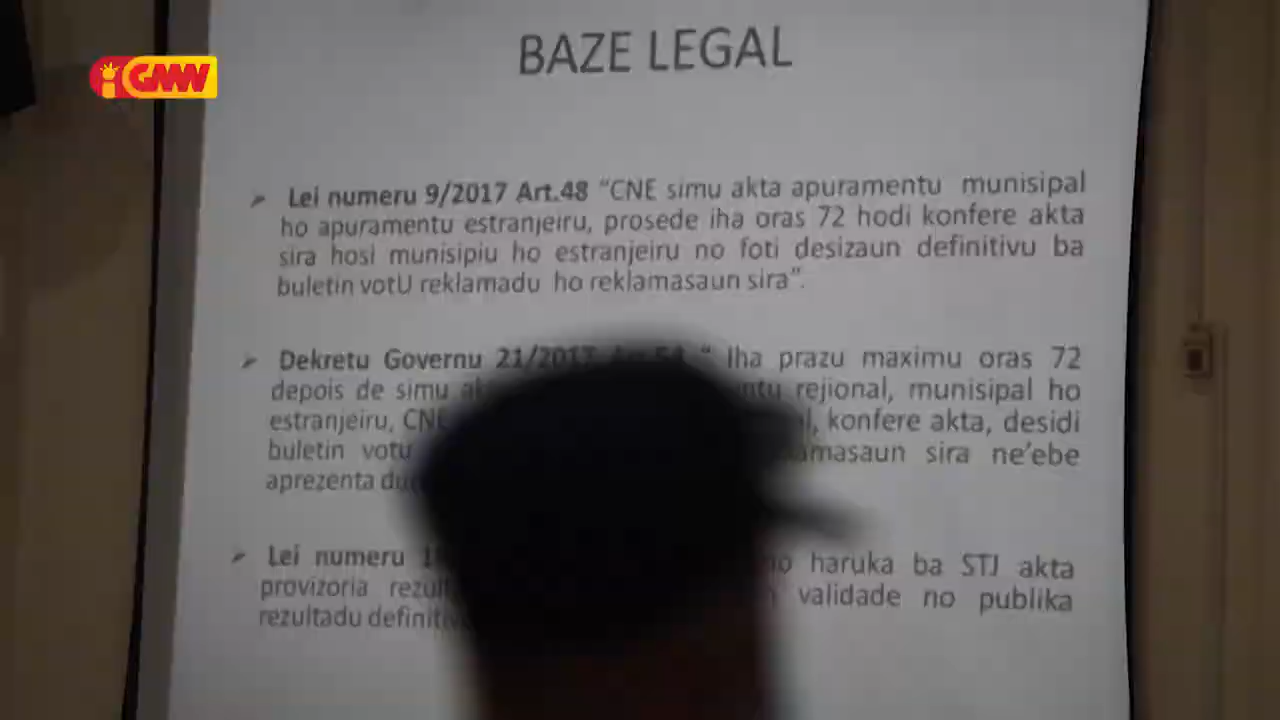 BAZE LEGAL
GMN
Lei numeru 9/2017 Art.48 "CNE simu akta apuramentu munisipal
ho apuramentu estranjeiru, prosede iha oras 72 hodi konfere akta
sira hosi munisipiu ho estranjeiru no foti desizaun definitivu ba
buletin votU reklamadu ho reklamasaun sira".
Dekretu Governu 21/2017 " Iha prazu maximu oras 72
depois de simu rejional, munisipal ho
estranjeiru, konfere akta, desidi
buletin votu sira ne'ebe
aprezenta
Lei numeru haruka ba STJ akta
provizoria validade no publika
rezultadu